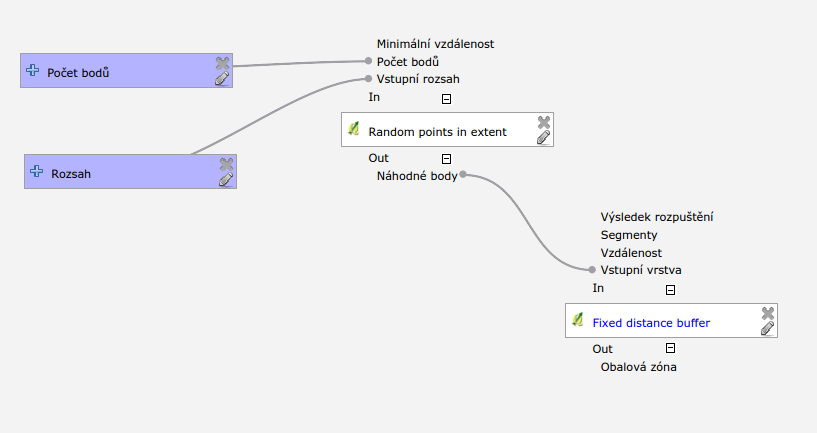 Minimální vzdálenost
Počet bodů
Počet bodů
Vstupní rozsah
In
Random points in extent
Rozsah
Out
Náhodné body
Výsledek rozpuštění
Segmenty
Vzdálenost
Vstupní vrstva
In
Fixed distance buffer
Out
Obalová zóna